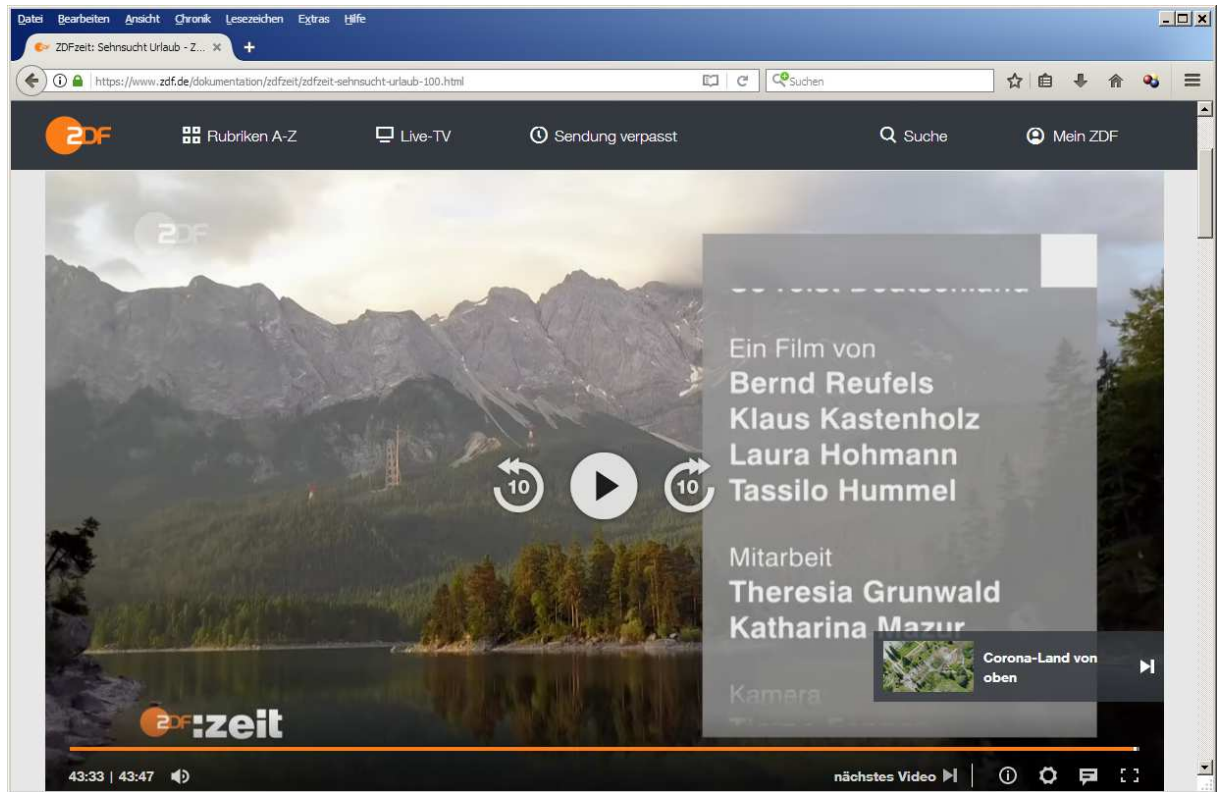 Datei Bearbeiten Ansicht Chronik Lesezeichen Extras Hilfe
ZDFzeit: Sehnsucht Urlaub - Z...
https://www.zdf.de/dokumentation/zdfzeit/zdfzeit-sehnsucht-urlaub-100.html
Suchen
ZDF Rubriken A-Z Live-TV Sendung verpasst Suche Mein ZDF
ZDF
So reist Deutschland
Ein Film von
Bernd Reufels
Klaus Kastenholz
Laura Hohmann
Tassilo Hummel
10 10
Mitarbeit
Theresia Grunwald
Katharina Mazur
Corona-Land von
oben
Kamera
ZDF:zeit
43:33 | 43:47 nächstes Video